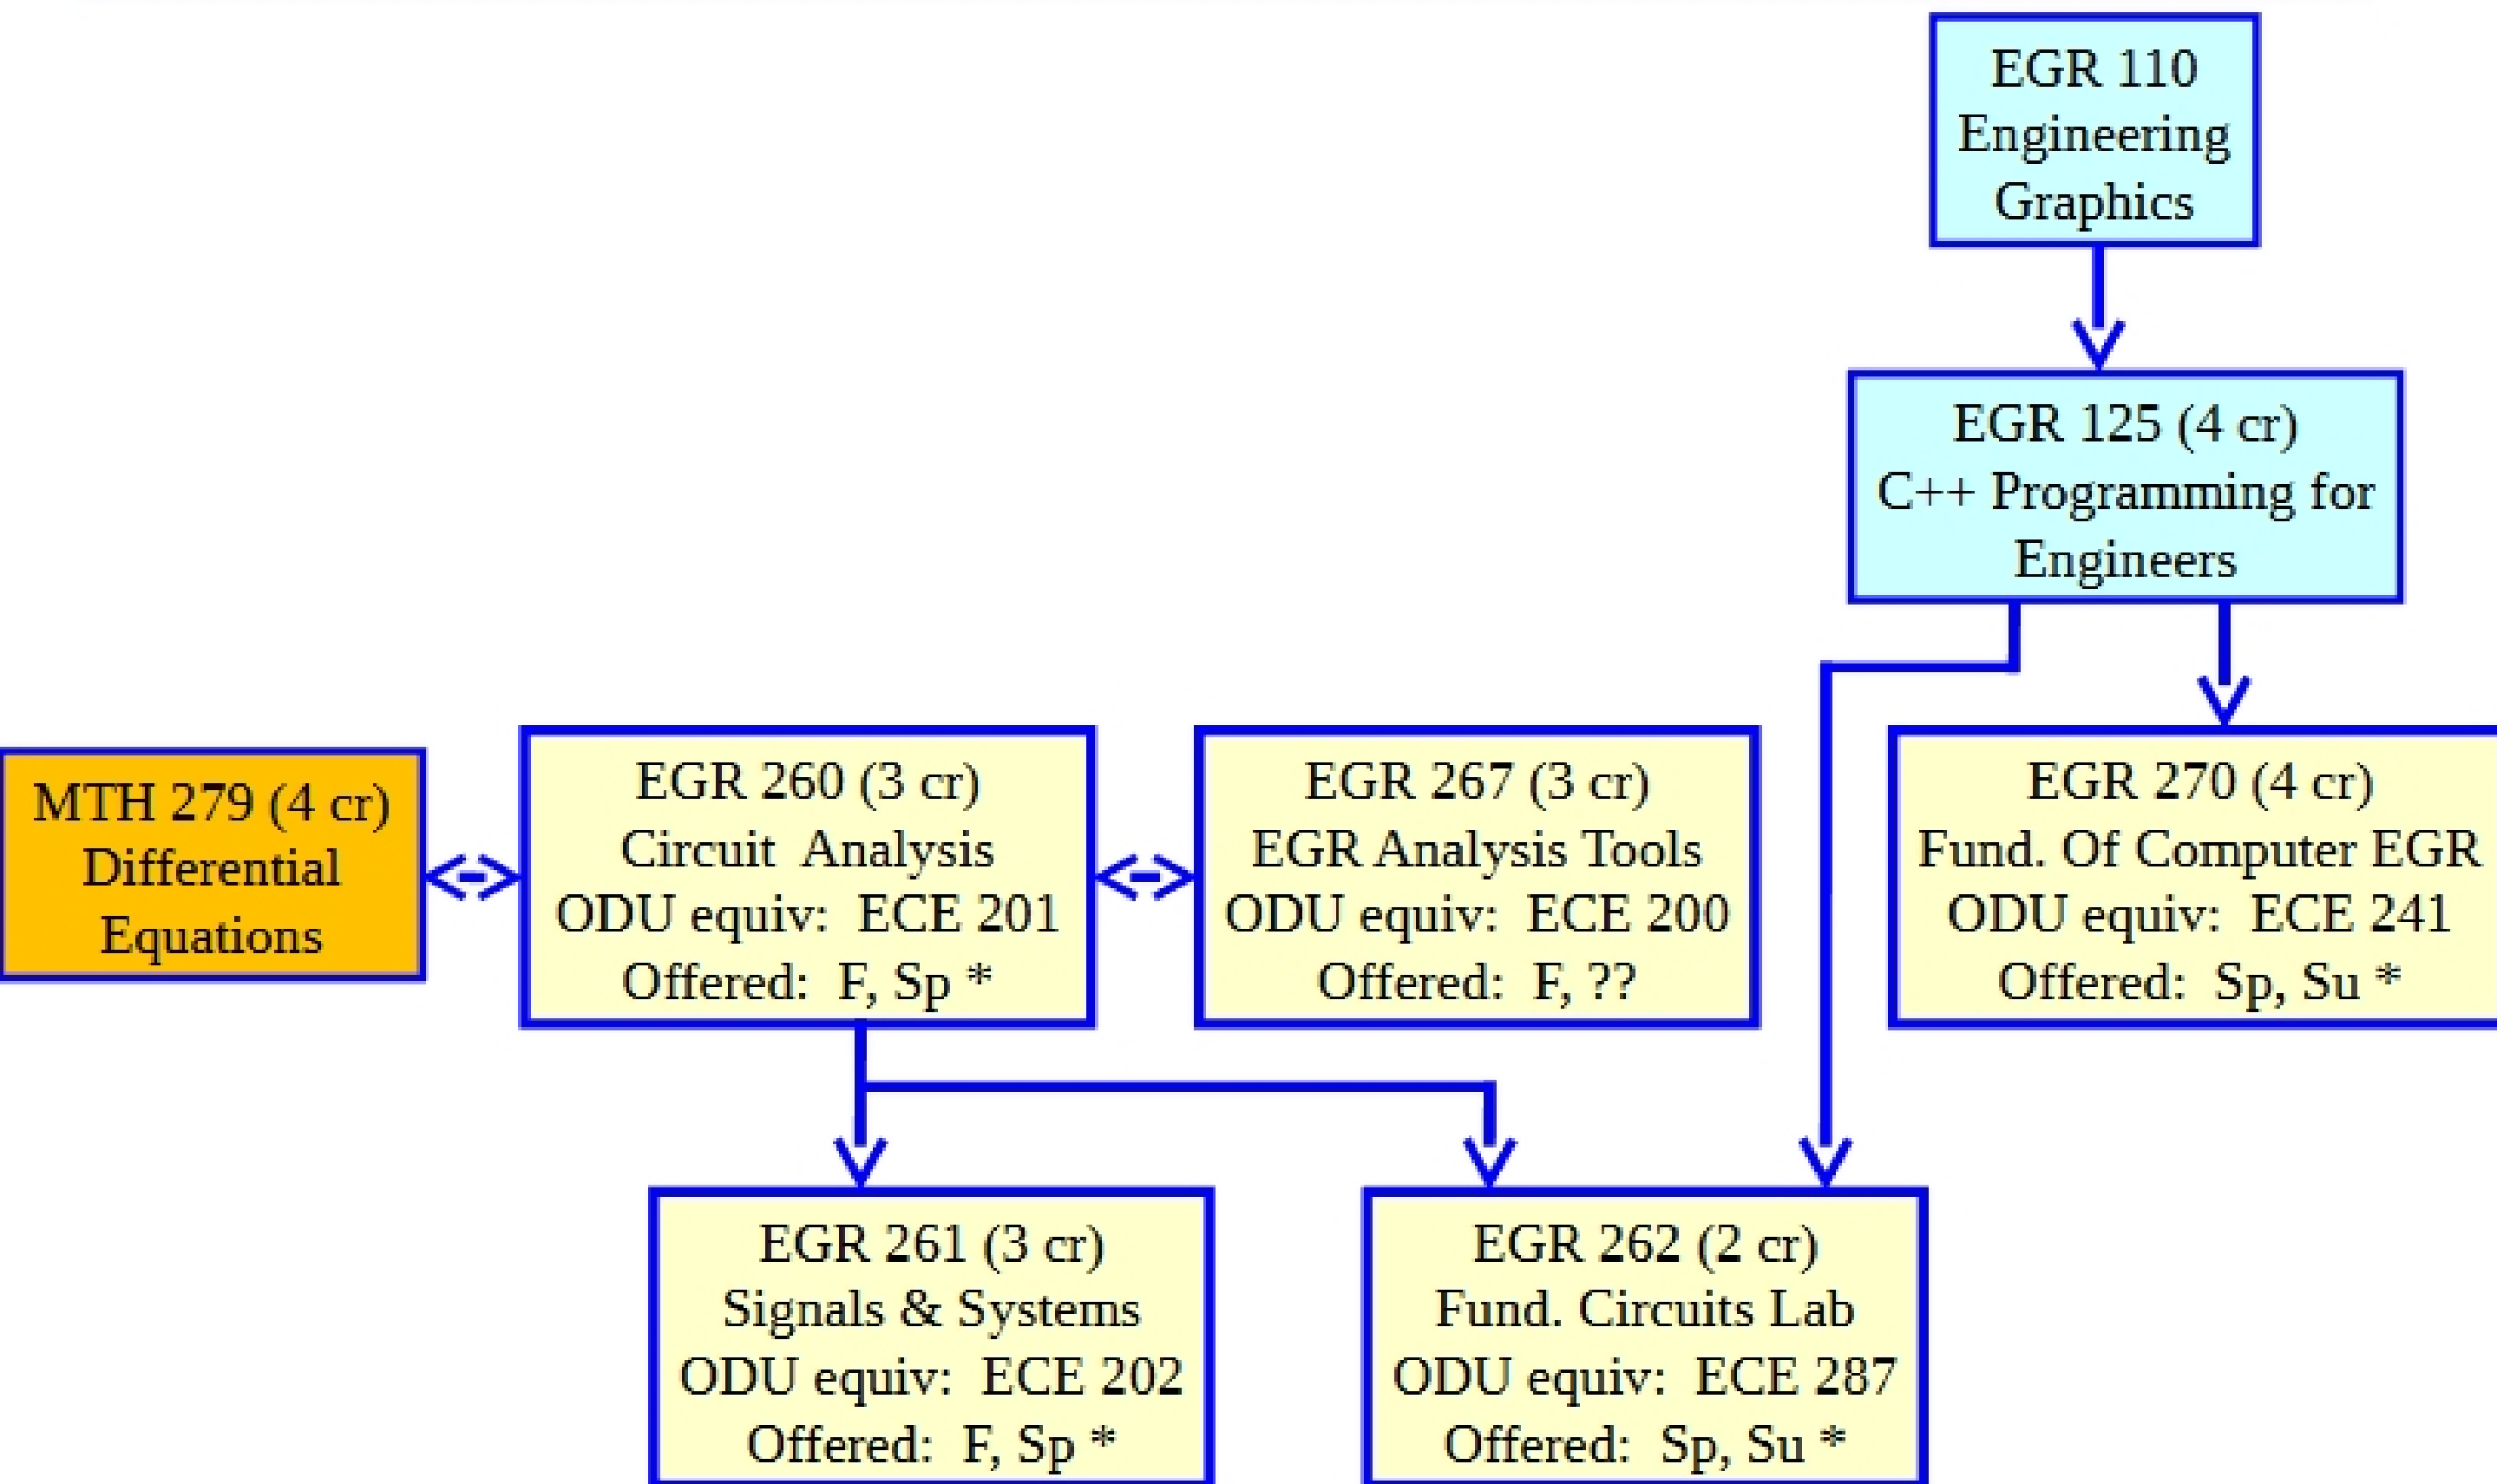 EGR 110
Engineering
Graphics
EGR 125 (4 cr)
C++ Programming for
Engineers
MTH 279 (4 cr)
Differential
Equations
EGR 260 (3 cr)
Circuit  Analysis
ODU equiv:  ECE 201
Offered:  F, Sp *
EGR 267 (3 cr)
EGR Analysis Tools
ODU equiv:  ECE 200
Offered:  F, ??
EGR 270 (4 cr)
Fund. Of Computer EGR
ODU equiv:  ECE 241
Offered:  Sp, Su *
EGR 261 (3 cr)
Signals & Systems
ODU equiv:  ECE 202
Offered:  F, Sp *
EGR 262 (2 cr)
Fund. Circuits Lab
ODU equiv:  ECE 287
Offered:  Sp, Su *